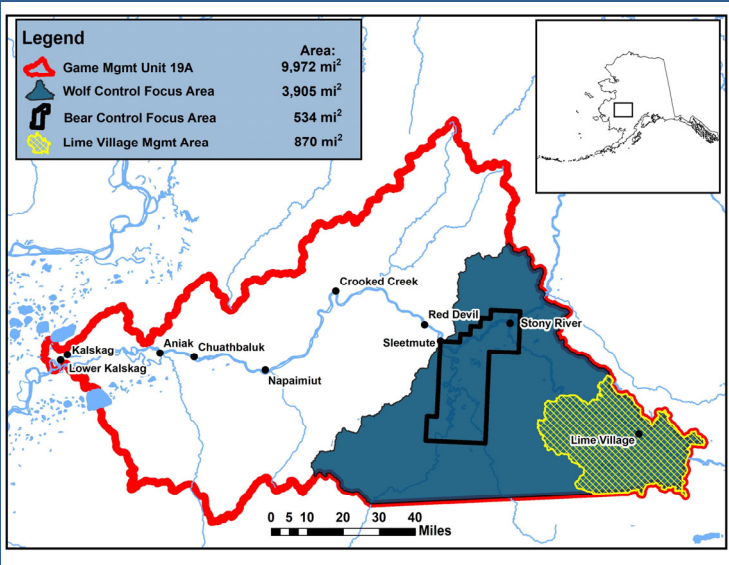 Legend
Area:
Game Mgmt Unit 19A 9,972 mi²
Wolf Control Focus Area 3,905 mi²
Bear Control Focus Area 534 mi²
Lime Village Mgmt Area 870 mi²
Crooked Creek
Red Devil
Stony River
Sleetmute
Kalskag
Aniak
Chuathbaluk
Lower Kalskag
Napaimiut
Lime Village
0 5 10 20 30 40
Miles